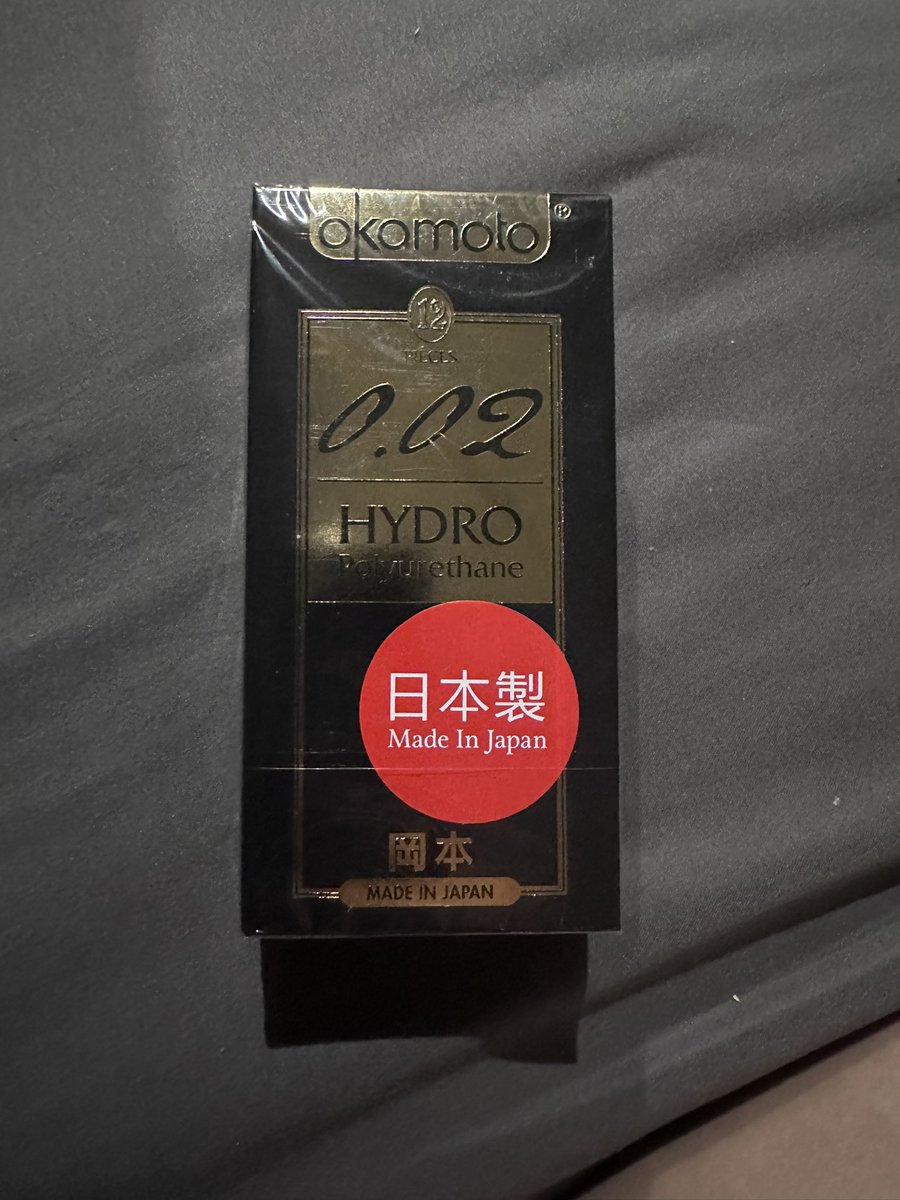 okamoto®
12
PIECES
0.02
HYDRO
Polyurethane
日本製
Made In Japan
岡本
MADE IN JAPAN